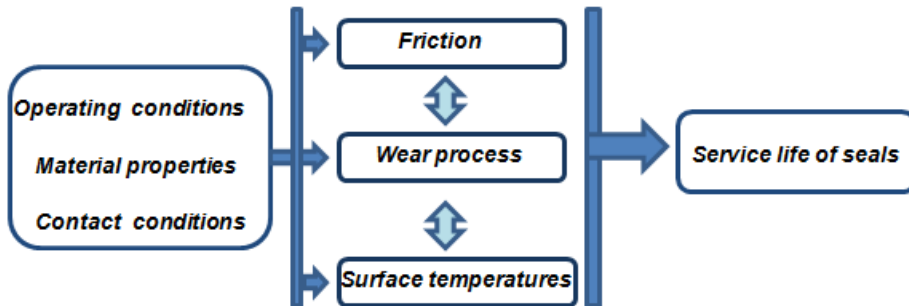 Operating conditions
Material properties
Contact conditions
Friction
Wear process
Surface temperatures
Service life of seals